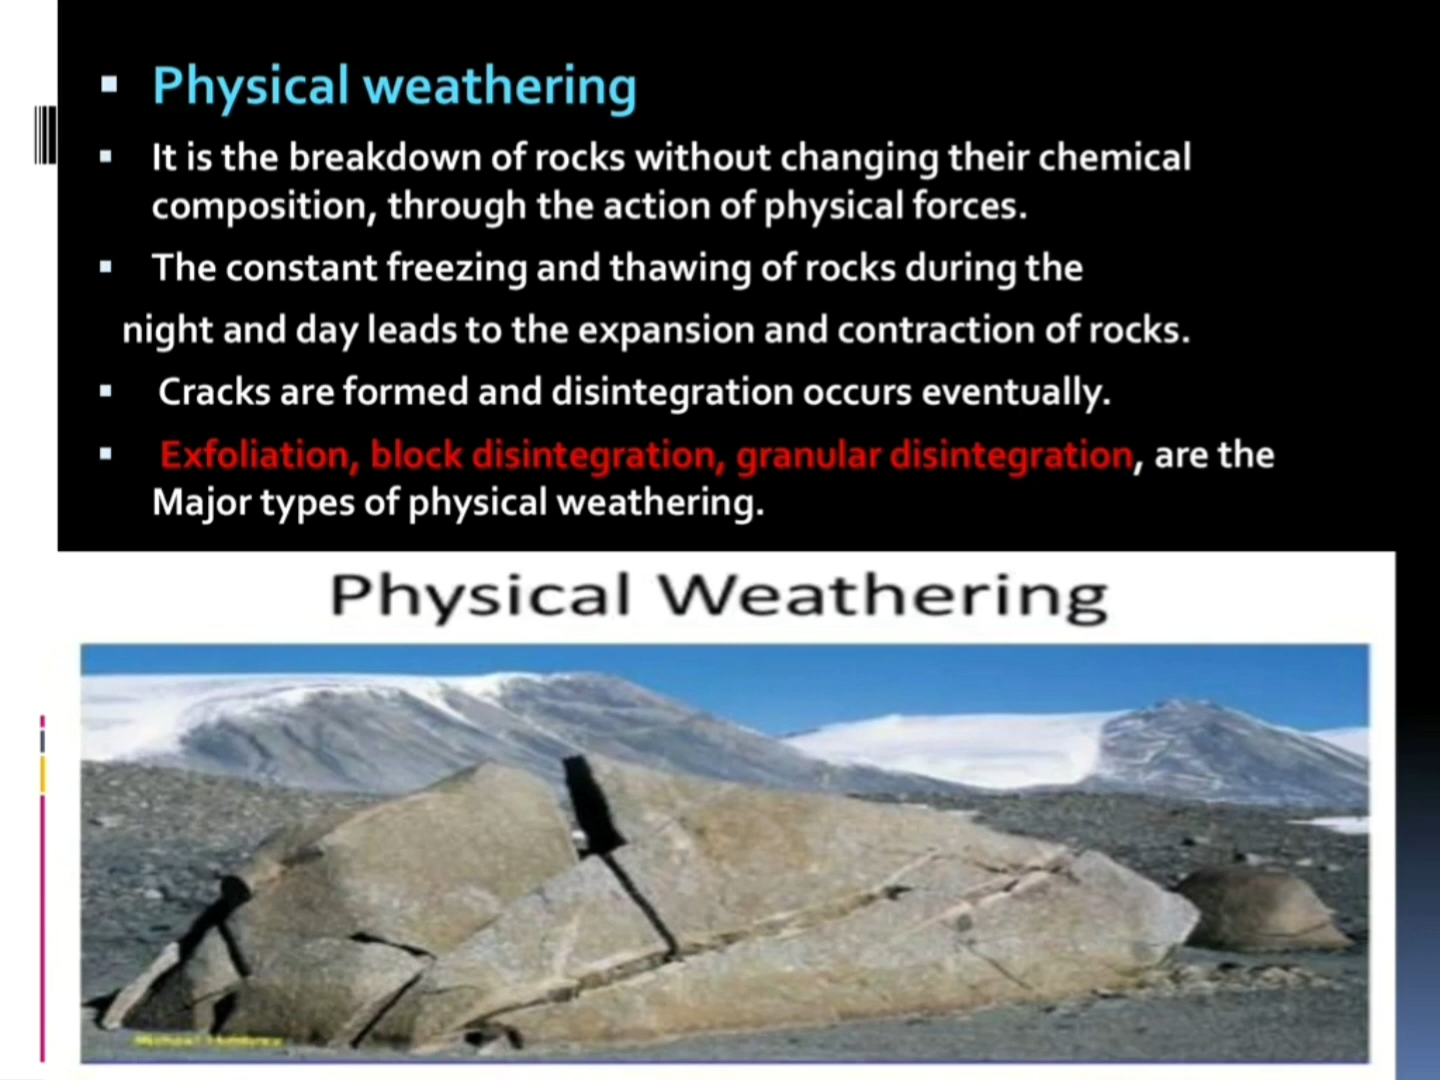 Physical weathering
It is the breakdown of rocks without changing their chemical
composition, through the action of physical forces.
The constant freezing and thawing of rocks during the
night and day leads to the expansion and contraction of rocks.
Cracks are formed and disintegration occurs eventually.
Exfoliation, block disintegration, granular disintegration, are the
Major types of physical weathering.
Physical Weathering